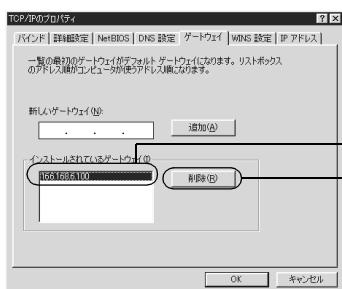 TCP/IPのプロパティ
バインド 詳細設定 NetBIOS DNS 設定 ゲートウェイ WINS 設定 IP アドレス
一覧の最初のゲートウェイがデフォルト ゲートウェイになります。リストボックス
のアドレス順がコンピュータが使うアドレス順になります。
新しいゲートウェイ(N):
. . . 追加(A)
インストールされているゲートウェイ(I)
166.168.6.100 削除(R)
OK キャンセル